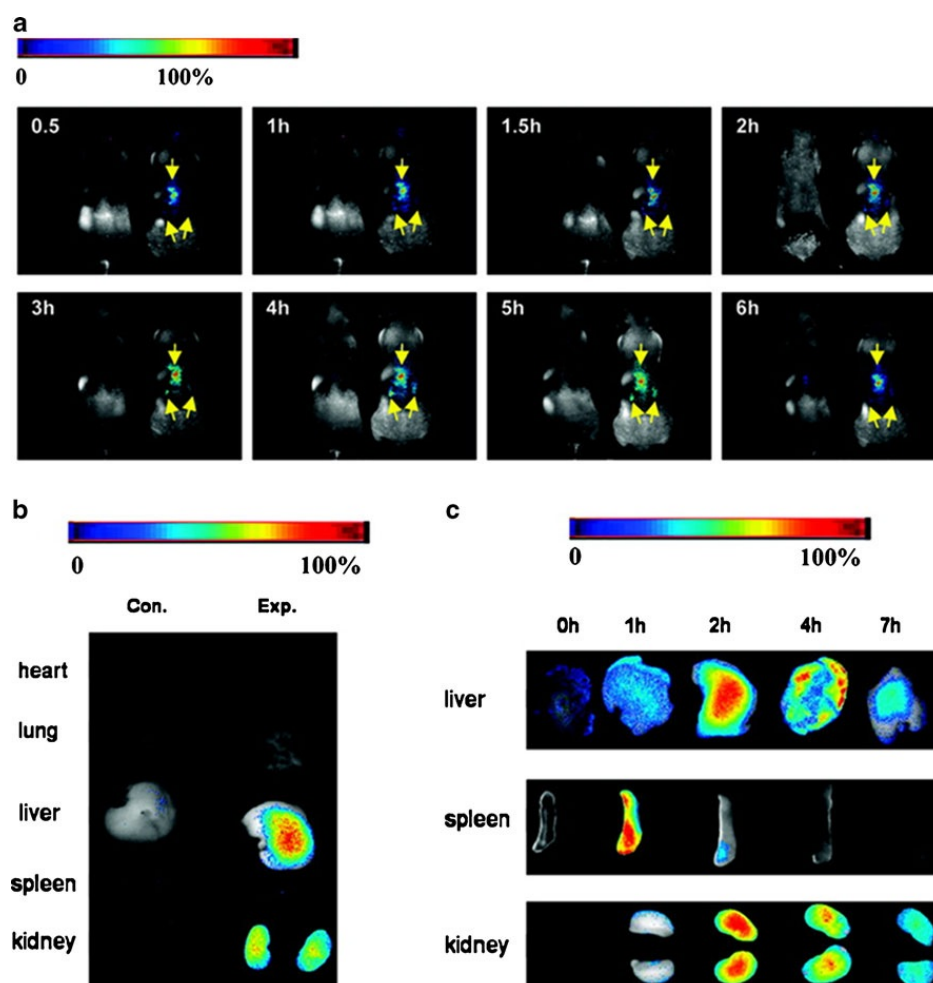 a
0 100%
0.5 1h 1.5h 2h
3h 4h 5h 6h
b
0 100%
Con. Exp.
heart
lung
liver
spleen
kidney
c
0 100%
0h 1h 2h 4h 7h
liver
spleen
kidney